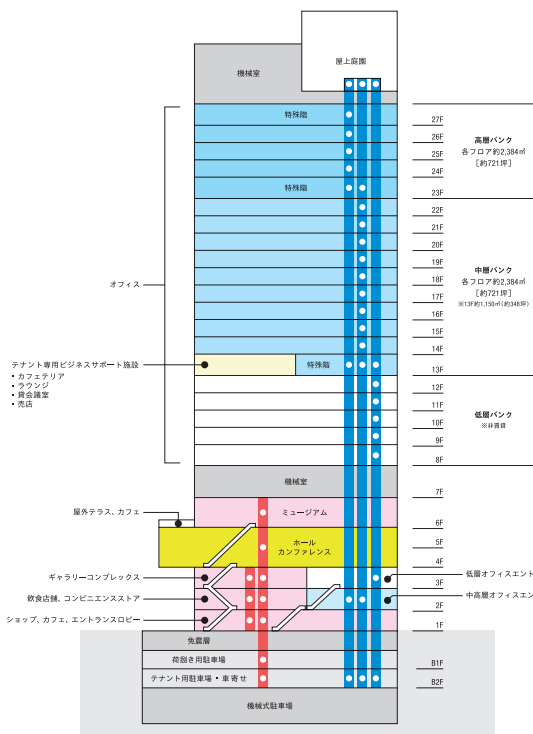 屋上庭園
機械室
特殊階
27F
26F
25F
24F
特殊階
23F
高層バンク
各フロア約2,384㎡
［約721坪］
22F
21F
20F
19F
18F
17F
16F
15F
14F
中層バンク
各フロア約2,384㎡
［約721坪］
※13F約1,150㎡（約348坪）
オフィス
テナント専用ビジネスサポート施設
・カフェテリア
・ラウンジ
・貸会議室
・売店
特殊階
13F
12F
11F
10F
9F
8F
低層バンク
※非賃貸
機械室
7F
屋外テラス、カフェ
ミュージアム
6F
ホール
カンファレンス
5F
4F
ギャラリーコンプレックス
低層オフィスエント
3F
飲食店舗、コンビニエンスストア
中高層オフィスエン
2F
ショップ、カフェ、エントランスロビー
1F
免震層
荷捌き用駐車場
B1F
テナント用駐車場・車寄せ
B2F
機械式駐車場